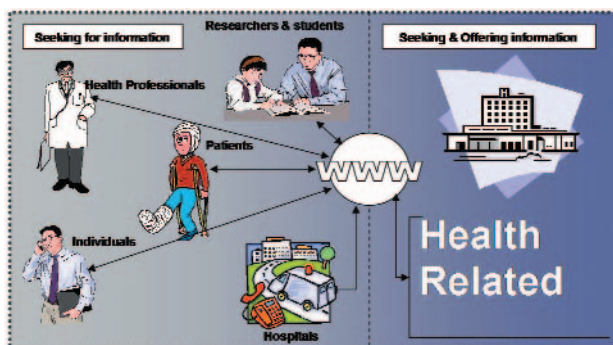 Researchers & students
Seeking for information
Seeking & Offering information
Health Professionals
Patients
WWW
Individuals
Health
Related
Hospitals